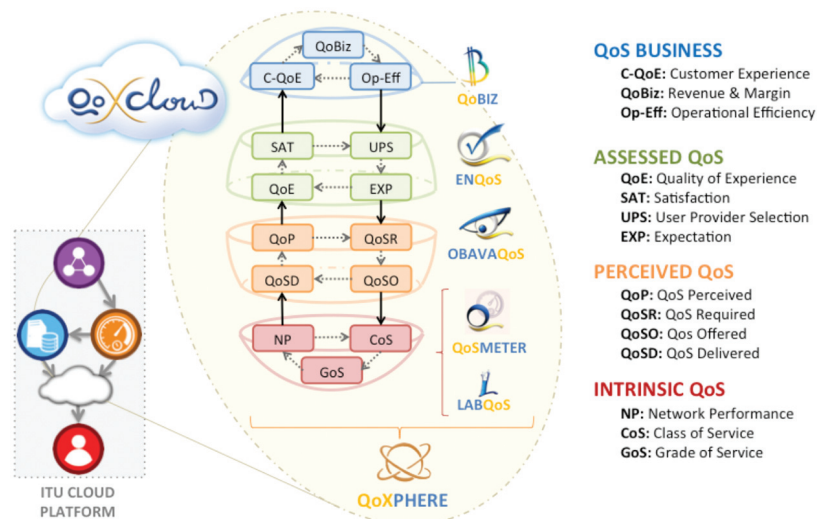 QoXcloud
QoBiz
C-QoE
Op-Eff
QoBIZ
SAT
UPS
ENQoS
QoE
EXP
QoP
QoSR
OBAVAQoS
QoSD
QoSO
NP
CoS
QoSMETER
GoS
LABQoS
QoXPHERE
ITU CLOUD
PLATFORM
QoS BUSINESS
C-QoE: Customer Experience
QoBiz: Revenue & Margin
Op-Eff: Operational Efficiency
ASSESSED QoS
QoE: Quality of Experience
SAT: Satisfaction
UPS: User Provider Selection
EXP: Expectation
PERCEIVED QoS
QoP: QoS Perceived
QoSR: QoS Required
QoSO: Qos Offered
QoSD: QoS Delivered
INTRINSIC QoS
NP: Network Performance
CoS: Class of Service
GoS: Grade of Service